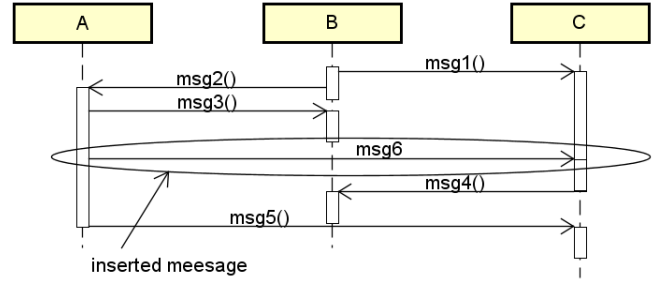 A
B
C
msg1()
msg2()
msg3()
msg6
msg4()
msg5()
inserted meesage